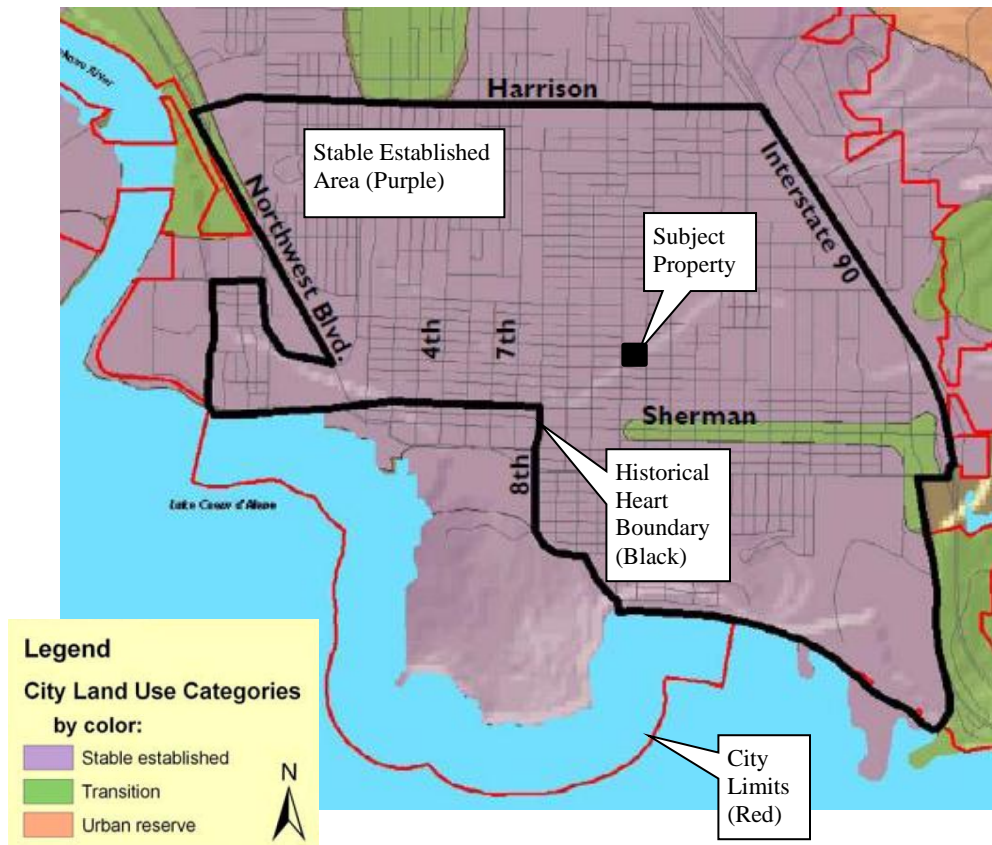 River
Harrison
Stable Established
Area (Purple)
Northwest Blvd.
Interstate 90
Subject
Property
4th
7th
Sherman
8th
Historical
Heart
Boundary
(Black)
Lake Coeur d'Alene
Legend
City Land Use Categories
by color:
Stable established
Transition
Urban reserve
N
City
Limits
(Red)